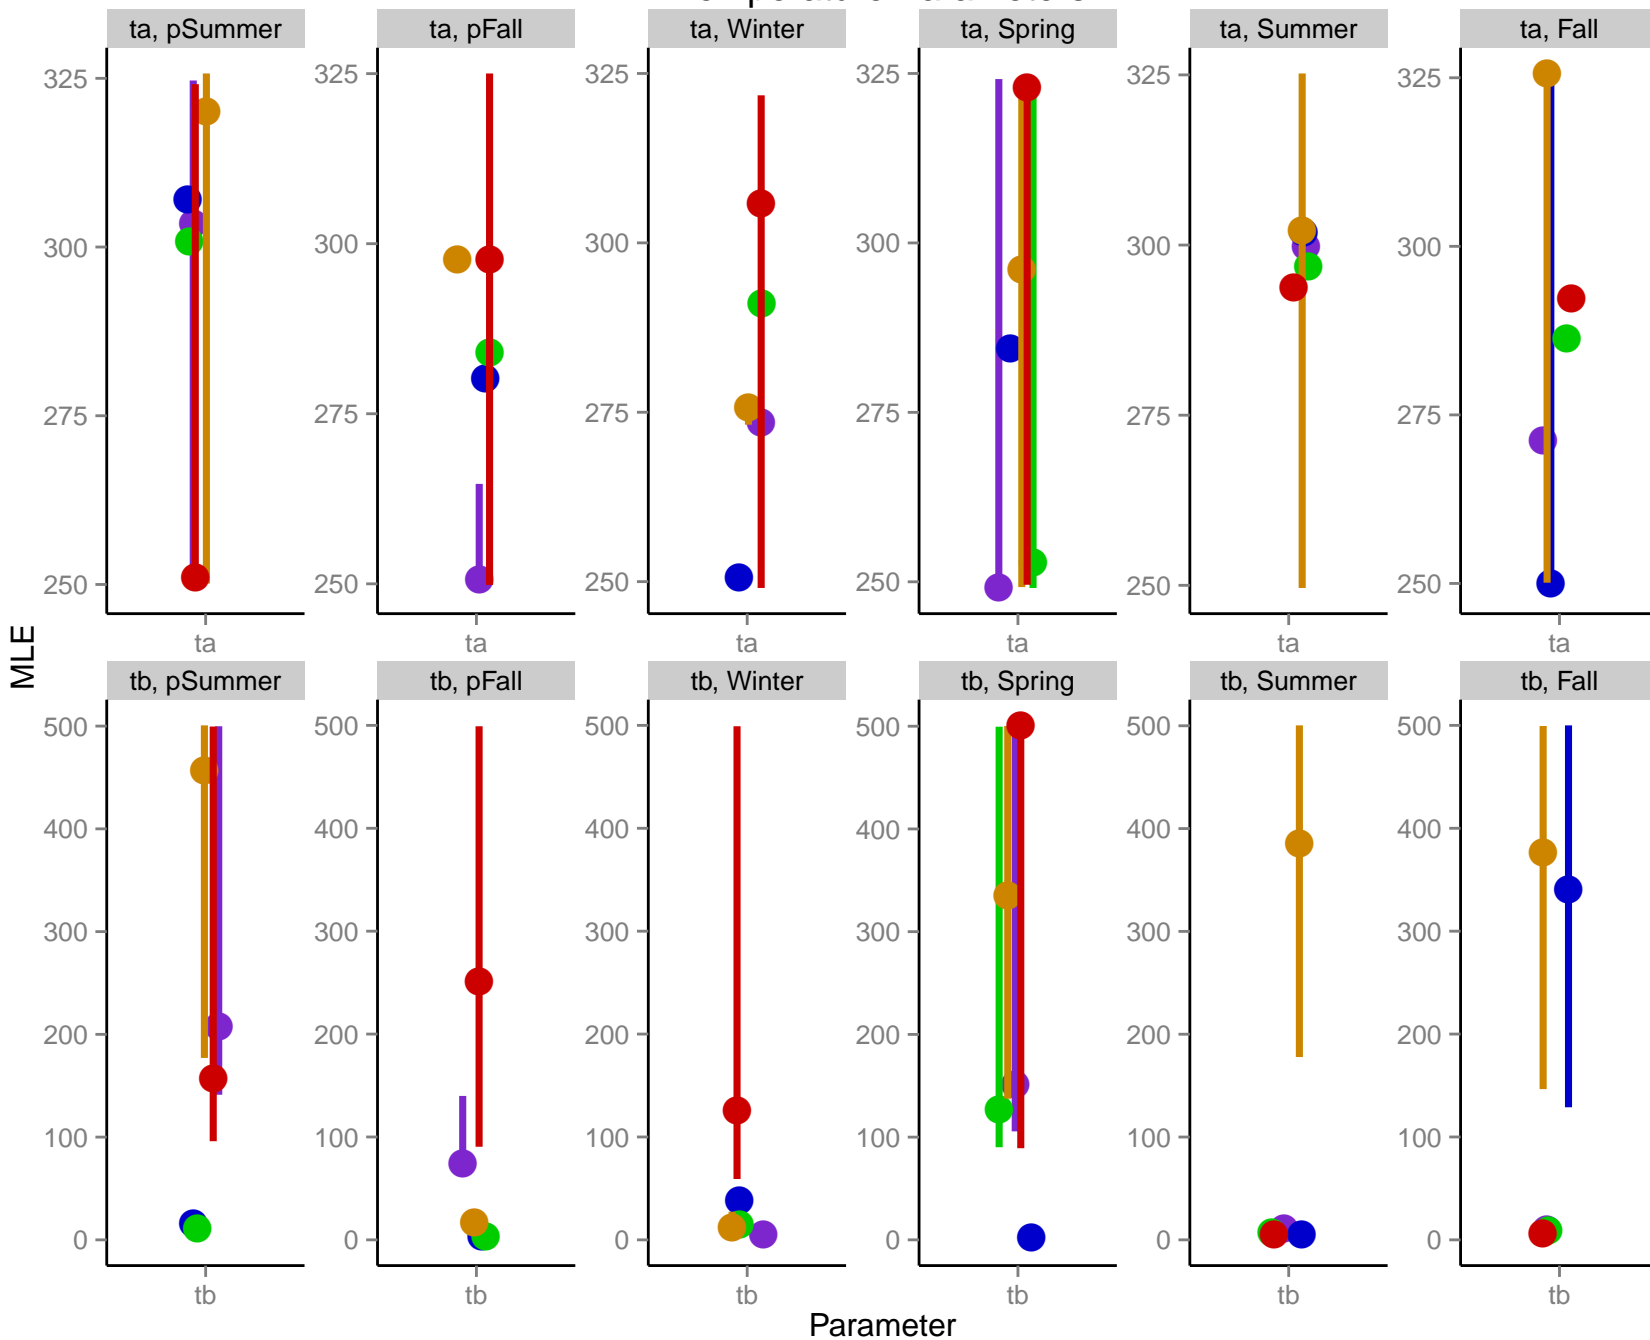 ta, pSummer
ta, pFall
ta, Winter
ta, Spring
ta, Summer
ta, Fall
325
300
275
250
325
300
275
250
325
300
275
250
325
300
275
250
325
300
275
250
325
300
275
250
ta
ta
ta
ta
ta
ta
MLE
tb, pSummer
tb, pFall
tb, Winter
tb, Spring
tb, Summer
tb, Fall
500
400
300
200
100
0
500
400
300
200
100
0
500
400
300
200
100
0
500
400
300
200
100
0
500
400
300
200
100
0
500
400
300
200
100
0
tb
tb
tb
tb
tb
tb
Parameter